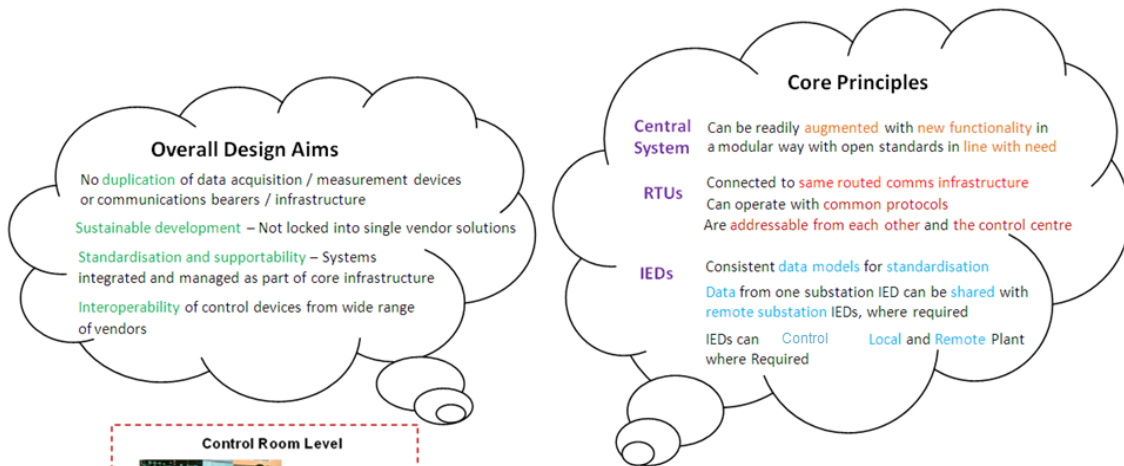 Overall Design Aims
No duplication of data acquisition / measurement devices
or communications bearers / infrastructure
Sustainable development – Not locked into single vendor solutions
Standardisation and supportability – Systems
integrated and managed as part of core infrastructure
Interoperability of control devices from wide range
of vendors
Core Principles
Central Can be readily augmented with new functionality in
System a modular way with open standards in line with need
RTUs Connected to same routed comms infrastructure
Can operate with common protocols
Are addressable from each other and the control centre
IEDs Consistent data models for standardisation
Data from one substation IED can be shared with
remote substation IEDs, where required
IEDs can Control Local and Remote Plant
where Required
Control Room Level